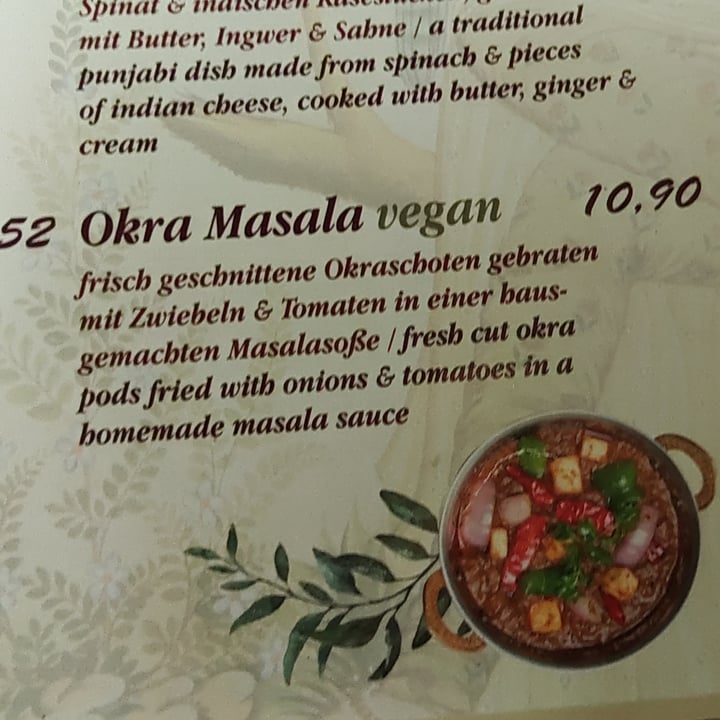 Spinat & indischen
mit Butter, Ingwer & Sahne / a traditional
punjabi dish made from spinach & pieces
of indian cheese, cooked with butter, ginger &
cream
52 Okra Masala vegan 10,90
frisch geschnittene Okraschoten gebraten
mit Zwiebeln & Tomaten in einer haus-
gemachten Masalasoße / fresh cut okra
pods fried with onions & tomatoes in a
homemade masala sauce